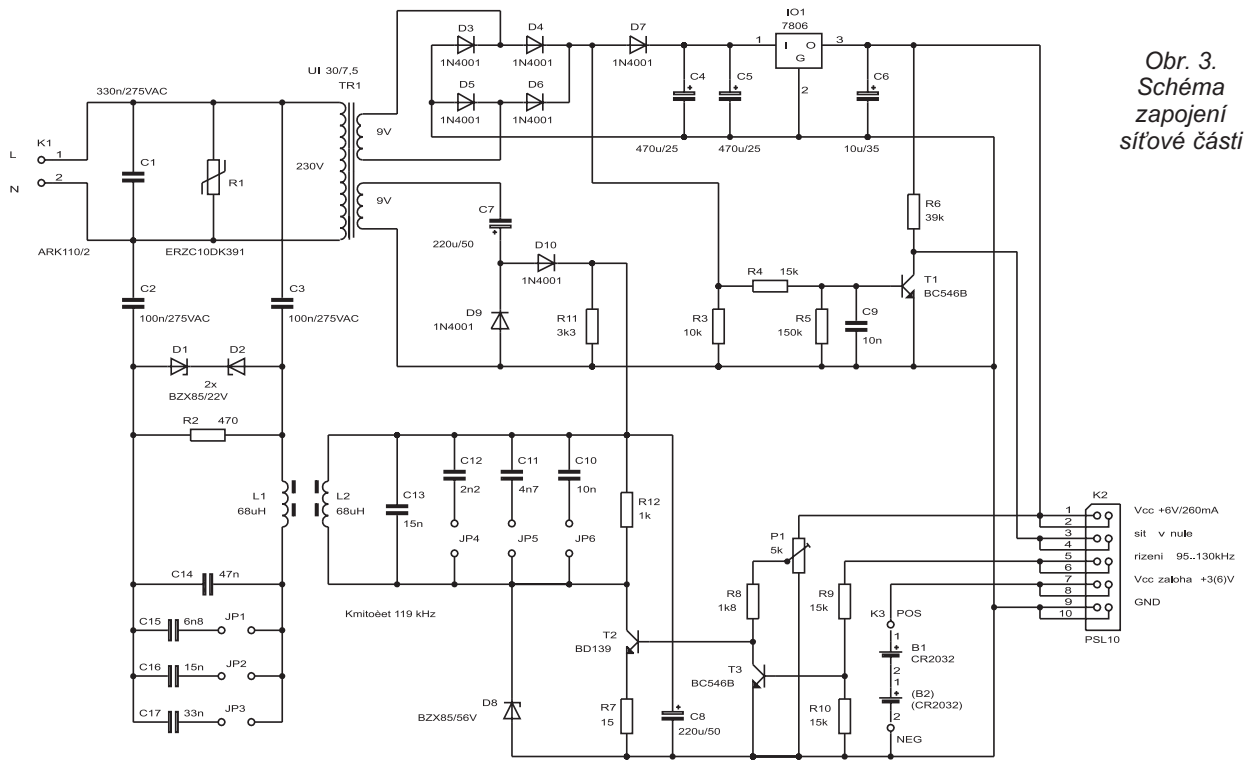 Obr. 3.
Schéma
zapojení
síťové části
D3
1N4001
D4
1N4001
D7
1N4001
IO1
7806
1
I
O
G
3
2
UI 30/7,5
TR1
330n/275VAC
D5
1N4001
D6
1N4001
C4
+
470u/25
C5
+
470u/25
C6
+
10u/35
K1
L
1
N
2
ARK110/2
C1
R1
ERZC10DK391
230V
9V
9V
C7
+
220u/50
R6
39k
D10
1N4001
R4 15k
T1
BC546B
C2
100n/275VAC
C3
100n/275VAC
D9
1N4001
R11
3k3
R3
10k
R5
150k
C9
10n
D1
D2
2x
BZX85/22V
R2 470
L1
68uH
L2
68uH
C13
15n
C12
2n2
JP4
C11
4n7
JP5
C10
10n
JP6
R12
1k
P1
5k
K2
1
2
3
4
5
6
7
8
9
10
PSL10
Vcc +6V/260mA
sit v nule
rizeni 95..130kHz
Vcc zaloha +3(6)V
GND
C14 47n
C15 6n8 JP1
C16 15n JP2
C17 33n JP3
Kmitoèet 119 kHz
R8
1k8
R9
15k
K3 POS
1
+
B1
CR2032
2
1
+
(B2)
(CR2032)
2
NEG
T2
BD139
T3
BC546B
D8
BZX85/56V
R7
15
+
C8
220u/50
R10
15k